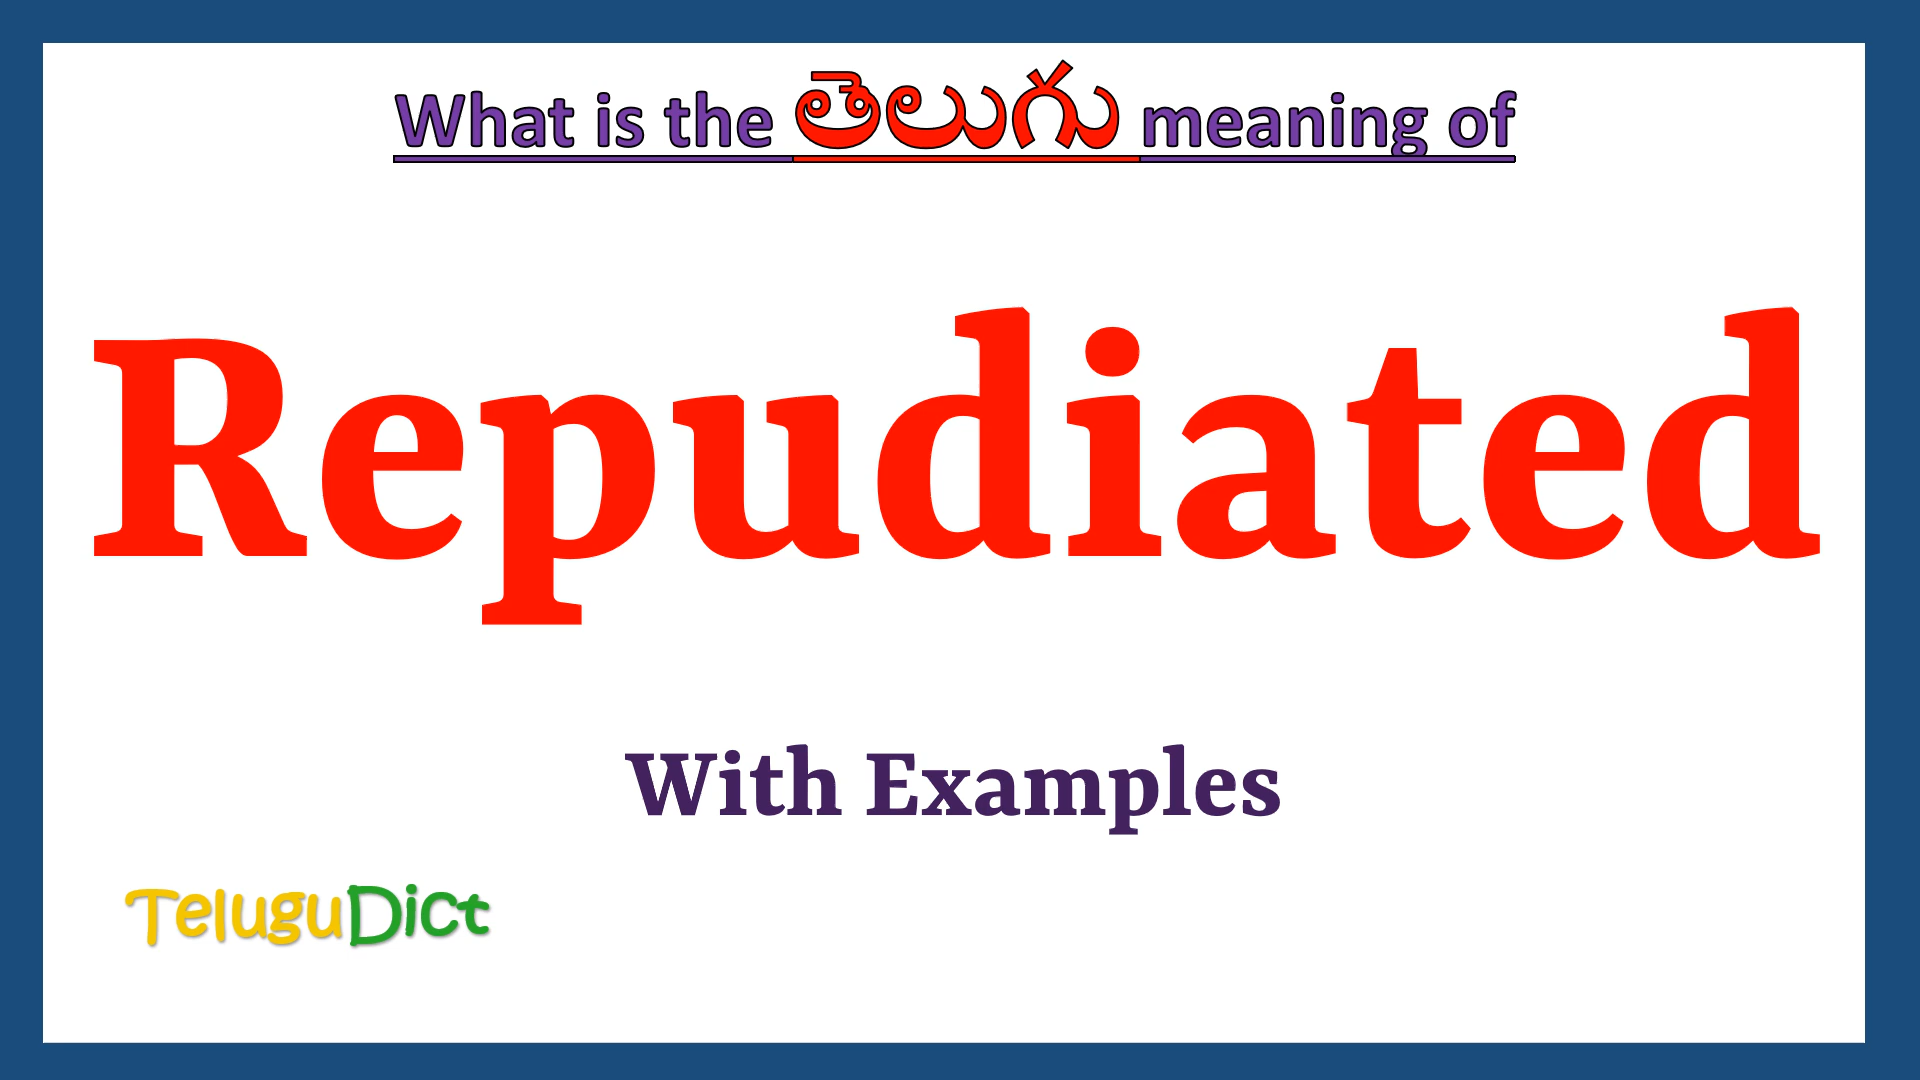 What is the తెలుగు meaning of
Repudiated
With Examples
TeluguDict